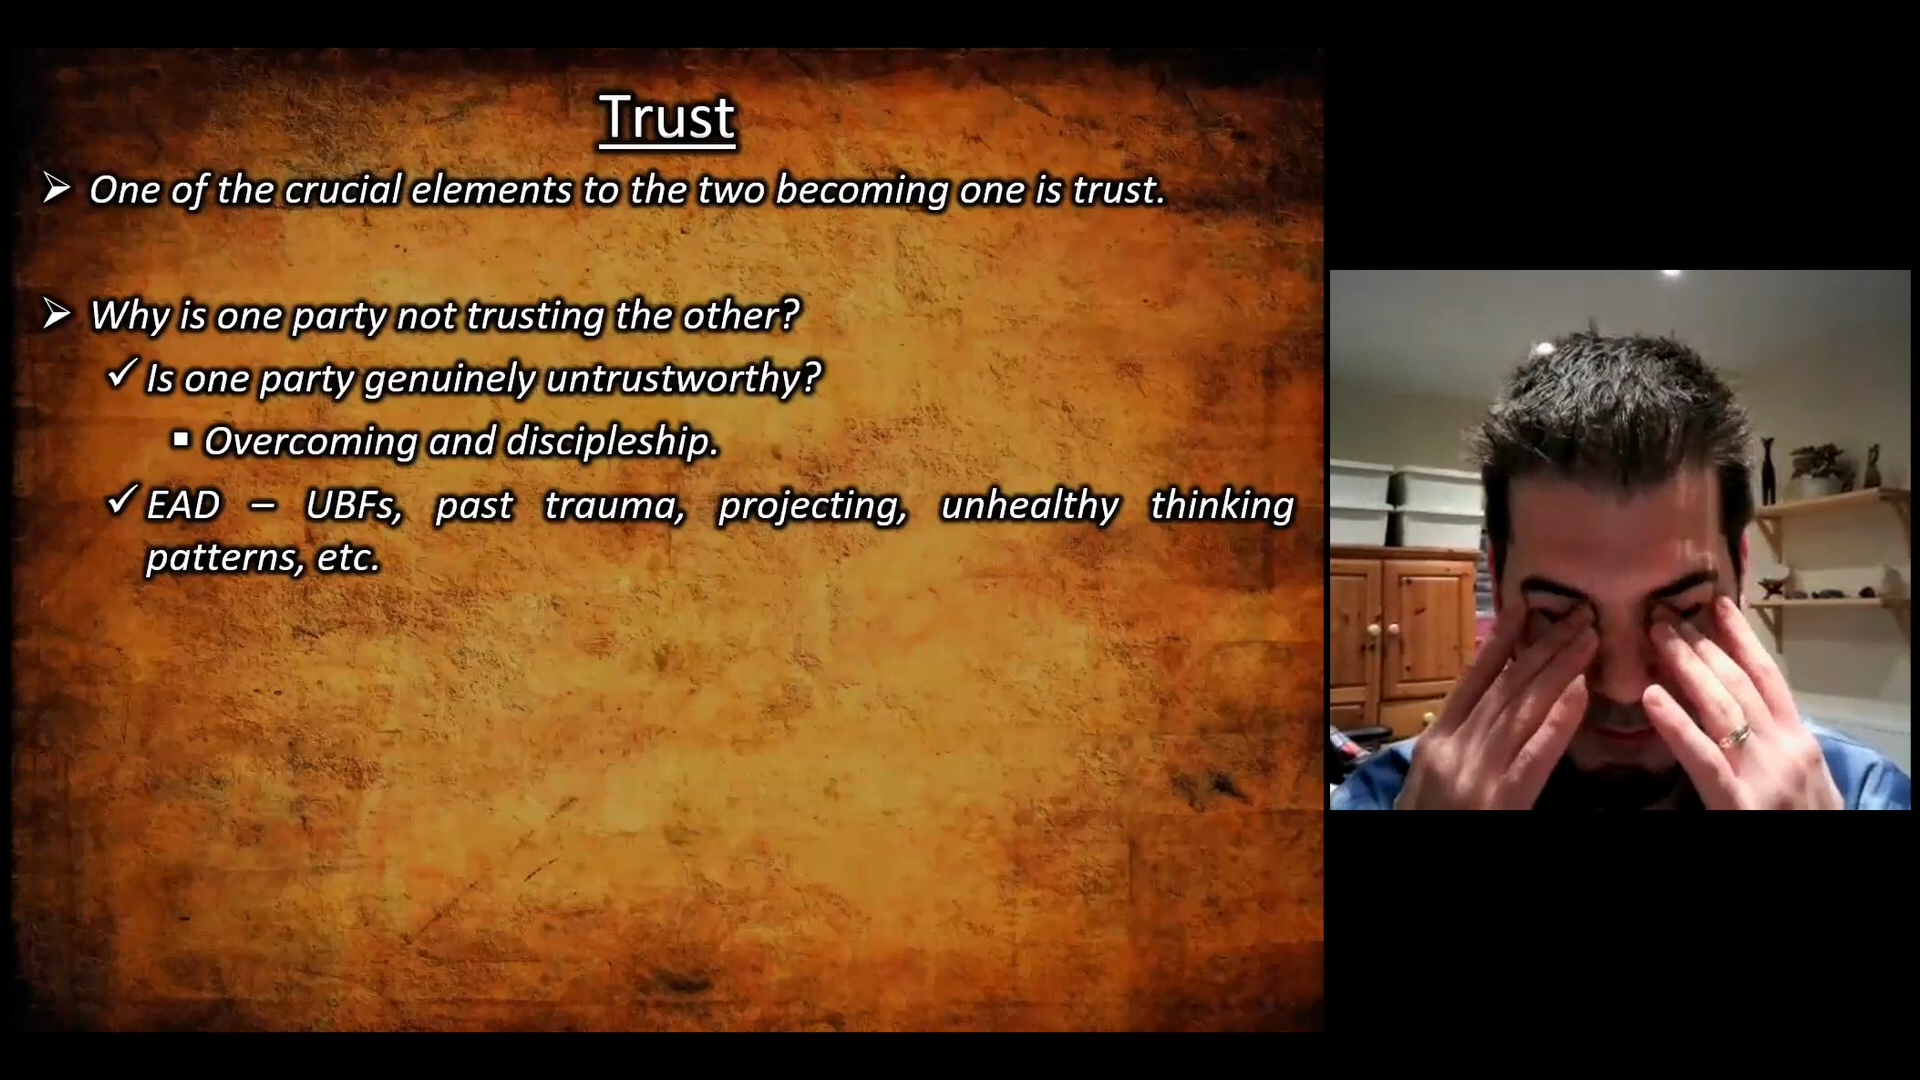 Trust
One of the crucial elements to the two becoming one is trust.
Why is one party not trusting the other?
Is one party genuinely untrustworthy?
Overcoming and discipleship.
EAD – UBFs, past trauma, projecting, unhealthy thinking
patterns, etc.